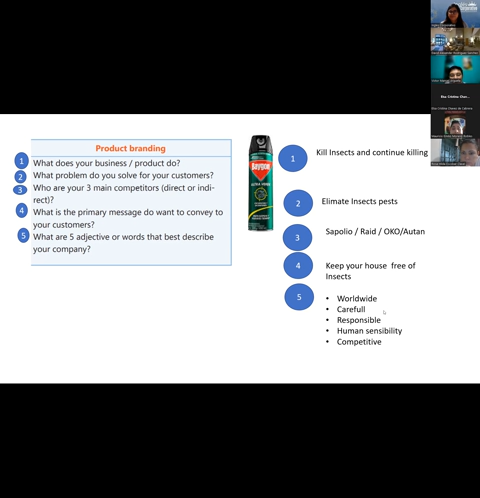 Product branding
1 What does your business / product do?
2 What problem do you solve for your customers?
3 Who are your 3 main competitors (direct or indi-
rect)?
4 What is the primary message do want to convey to
your customers?
5 What are 5 adjective or words that best describe
your company?
BAYGON
1 Kill Insects and continue killing
2 Elimate Insects pests
3 Sapolio / Raid / OKO/Autan
4 Keep your house free of
Insects
5
• Worldwide
• Carefull
• Responsible
• Human sensibility
• Competitive